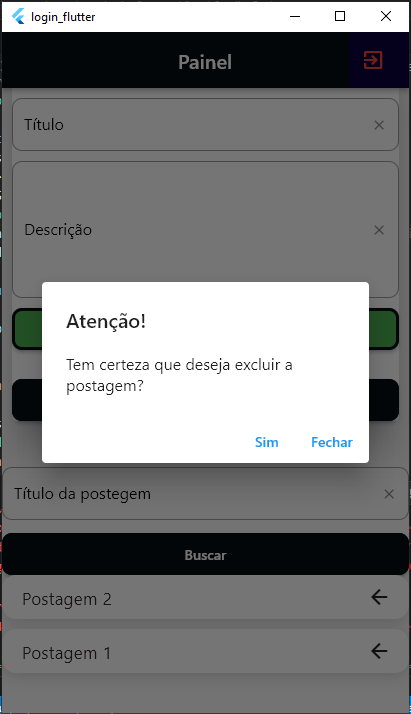 login_flutter
Painel
Título
Descrição
Atenção!
Tem certeza que deseja excluir a
postagem?
Sim
Fechar
Título da postegem
Buscar
Postagem 2
Postagem 1